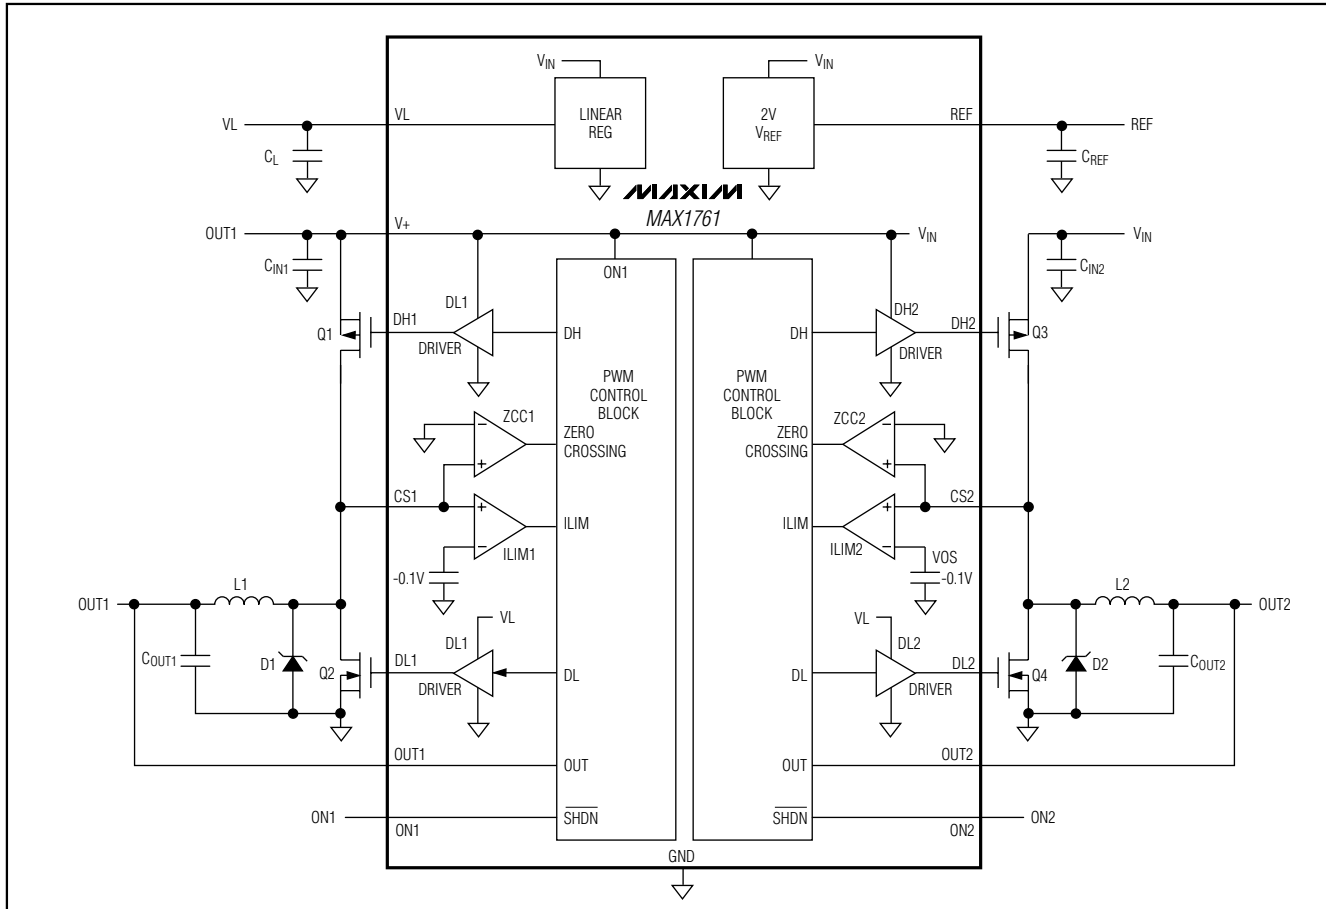 VIN
VIN
VL
VL
LINEAR
REG
2V
VREF
REF
REF
CL
CREF
MAXIM
MAX1761
OUT1
V+
VIN
VIN
CIN1
CIN2
ON1
DL1
DH2
Q1
DH1
DRIVER
DH
DH
DRIVER
DH2
Q3
PWM
CONTROL
BLOCK
PWM
CONTROL
BLOCK
ZCC1
ZCC2
ZERO
CROSSING
ZERO
CROSSING
CS1
CS2
ILIM
ILIM
ILIM1
ILIM2
-0.1V
VOS
-0.1V
OUT1
L1
L2
OUT2
VL
VL
DL1
DL2
COUT1
D1
Q2
DL1
DRIVER
DL
DL
DRIVER
DL2
Q4
D2
COUT2
OUT1
OUT
OUT
OUT2
ON1
ON1
SHDN
SHDN
ON2
ON2
GND